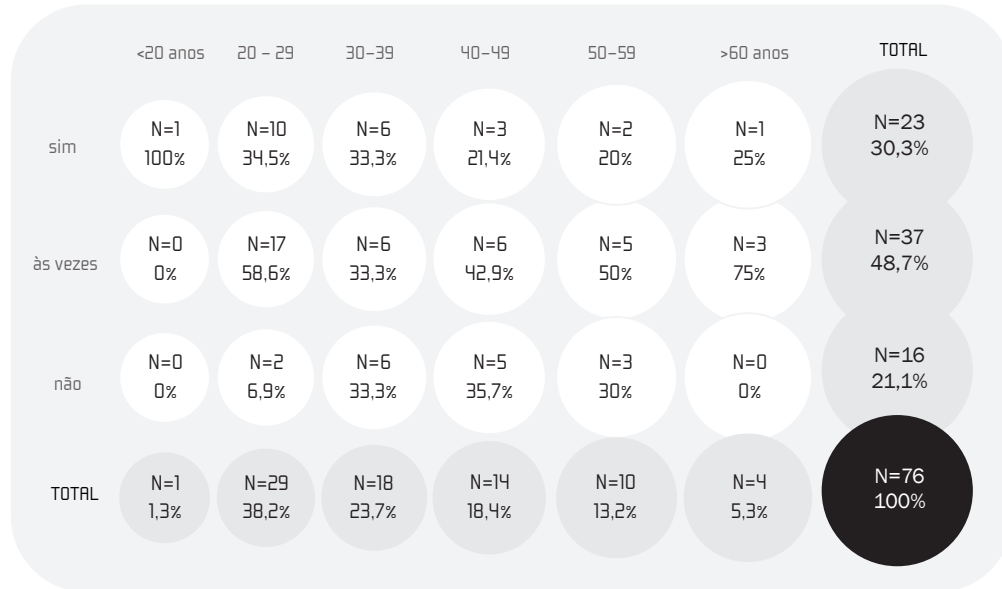 <20 anos 20 – 29 30–39 40–49 50–59 >60 anos TOTAL
sim
N=1 N=10 N=6 N=3 N=2 N=1 N=23
100% 34,5% 33,3% 21,4% 20% 25% 30,3%
às vezes
N=0 N=17 N=6 N=6 N=5 N=3 N=37
0% 58,6% 33,3% 42,9% 50% 75% 48,7%
não
N=0 N=2 N=6 N=5 N=3 N=0 N=16
0% 6,9% 33,3% 35,7% 30% 0% 21,1%
TOTAL
N=1 N=29 N=18 N=14 N=10 N=4 N=76
1,3% 38,2% 23,7% 18,4% 13,2% 5,3% 100%